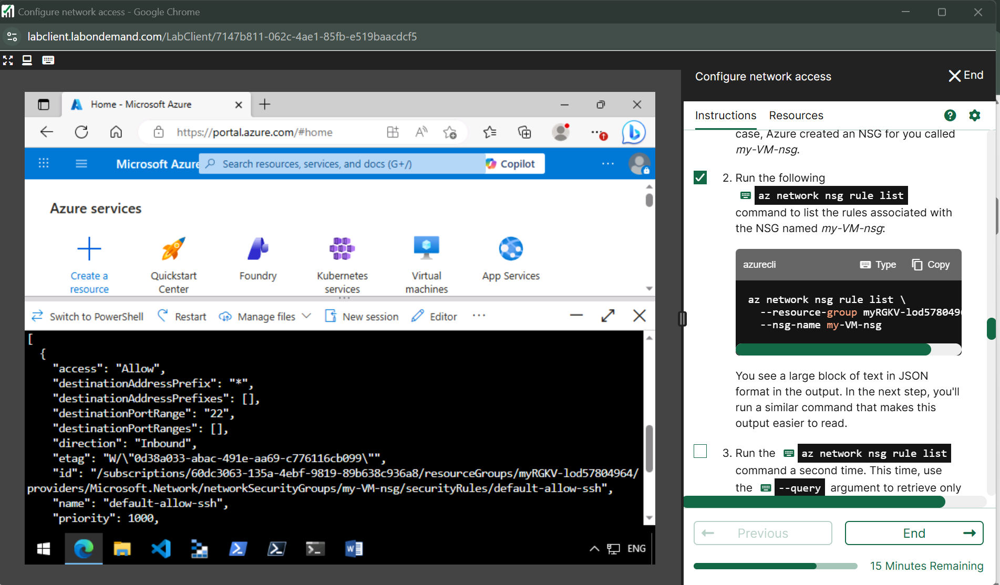 Configure network access - Google Chrome
labclient.labondemand.com/LabClient/7147b811-062c-4ae1-85fb-e519baacdcf5
Home - Microsoft Azure
https://portal.azure.com/#home
Microsoft Azure
Search resources, services, and docs (G+/)
Copilot
Azure services
Create a
resource
Quickstart
Center
Foundry
Kubernetes
services
Virtual
machines
App Services
Switch to PowerShell
Restart
Manage files
New session
Editor
[
{
"access": "Allow",
"destinationAddressPrefix": "*",
"destinationAddressPrefixes": [],
"destinationPortRange": "22",
"destinationPortRanges": [],
"direction": "Inbound",
"etag": "W/\"0d38a033-abac-491e-aa69-c776116cb099\"",
"id": "/subscriptions/60dc3063-135a-4ebf-9819-89b638c936a8/resourceGroups/myRGKV-lod57804964/
providers/Microsoft.Network/networkSecurityGroups/my-VM-nsg/securityRules/default-allow-ssh",
"name": "default-allow-ssh",
"priority": 1000,
ENG
Configure network access
End
Instructions
Resources
case, Azure created an NSG for you called
my-VM-nsg.
2. Run the following
az network nsg rule list
command to list the rules associated with
the NSG named my-VM-nsg:
azurecli
Type
Copy
az network nsg rule list \
--resource-group myRGKV-lod5780496
--nsg-name my-VM-nsg
You see a large block of text in JSON
format in the output. In the next step, you'll
run a similar command that makes this
output easier to read.
3. Run the az network nsg rule list
command a second time. This time, use
the --query argument to retrieve only
Previous
End
15 Minutes Remaining